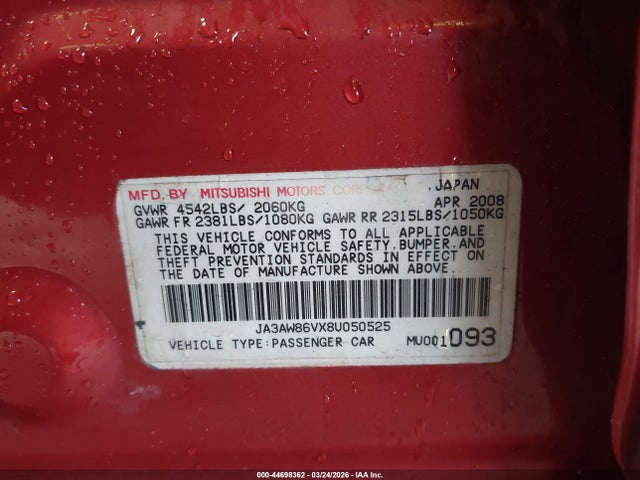 MFD. BY MITSUBISHI MOTORS CORPORATION JAPAN
GVWR 4542LBS/ 2060KG APR 2008
GAWR FR 2381LBS/1080KG GAWR RR 2315LBS/1050KG
THIS VEHICLE CONFORMS TO ALL APPLICABLE
FEDERAL MOTOR VEHICLE SAFETY,BUMPER,AND
THEFT PREVENTION STANDARDS IN EFFECT ON
THE DATE OF MANUFACTURE SHOWN ABOVE.
JA3AW86VX8U050525
VEHICLE TYPE:PASSENGER CAR MU001093
000-44698362 - 03/24/2026 - IAA Inc.